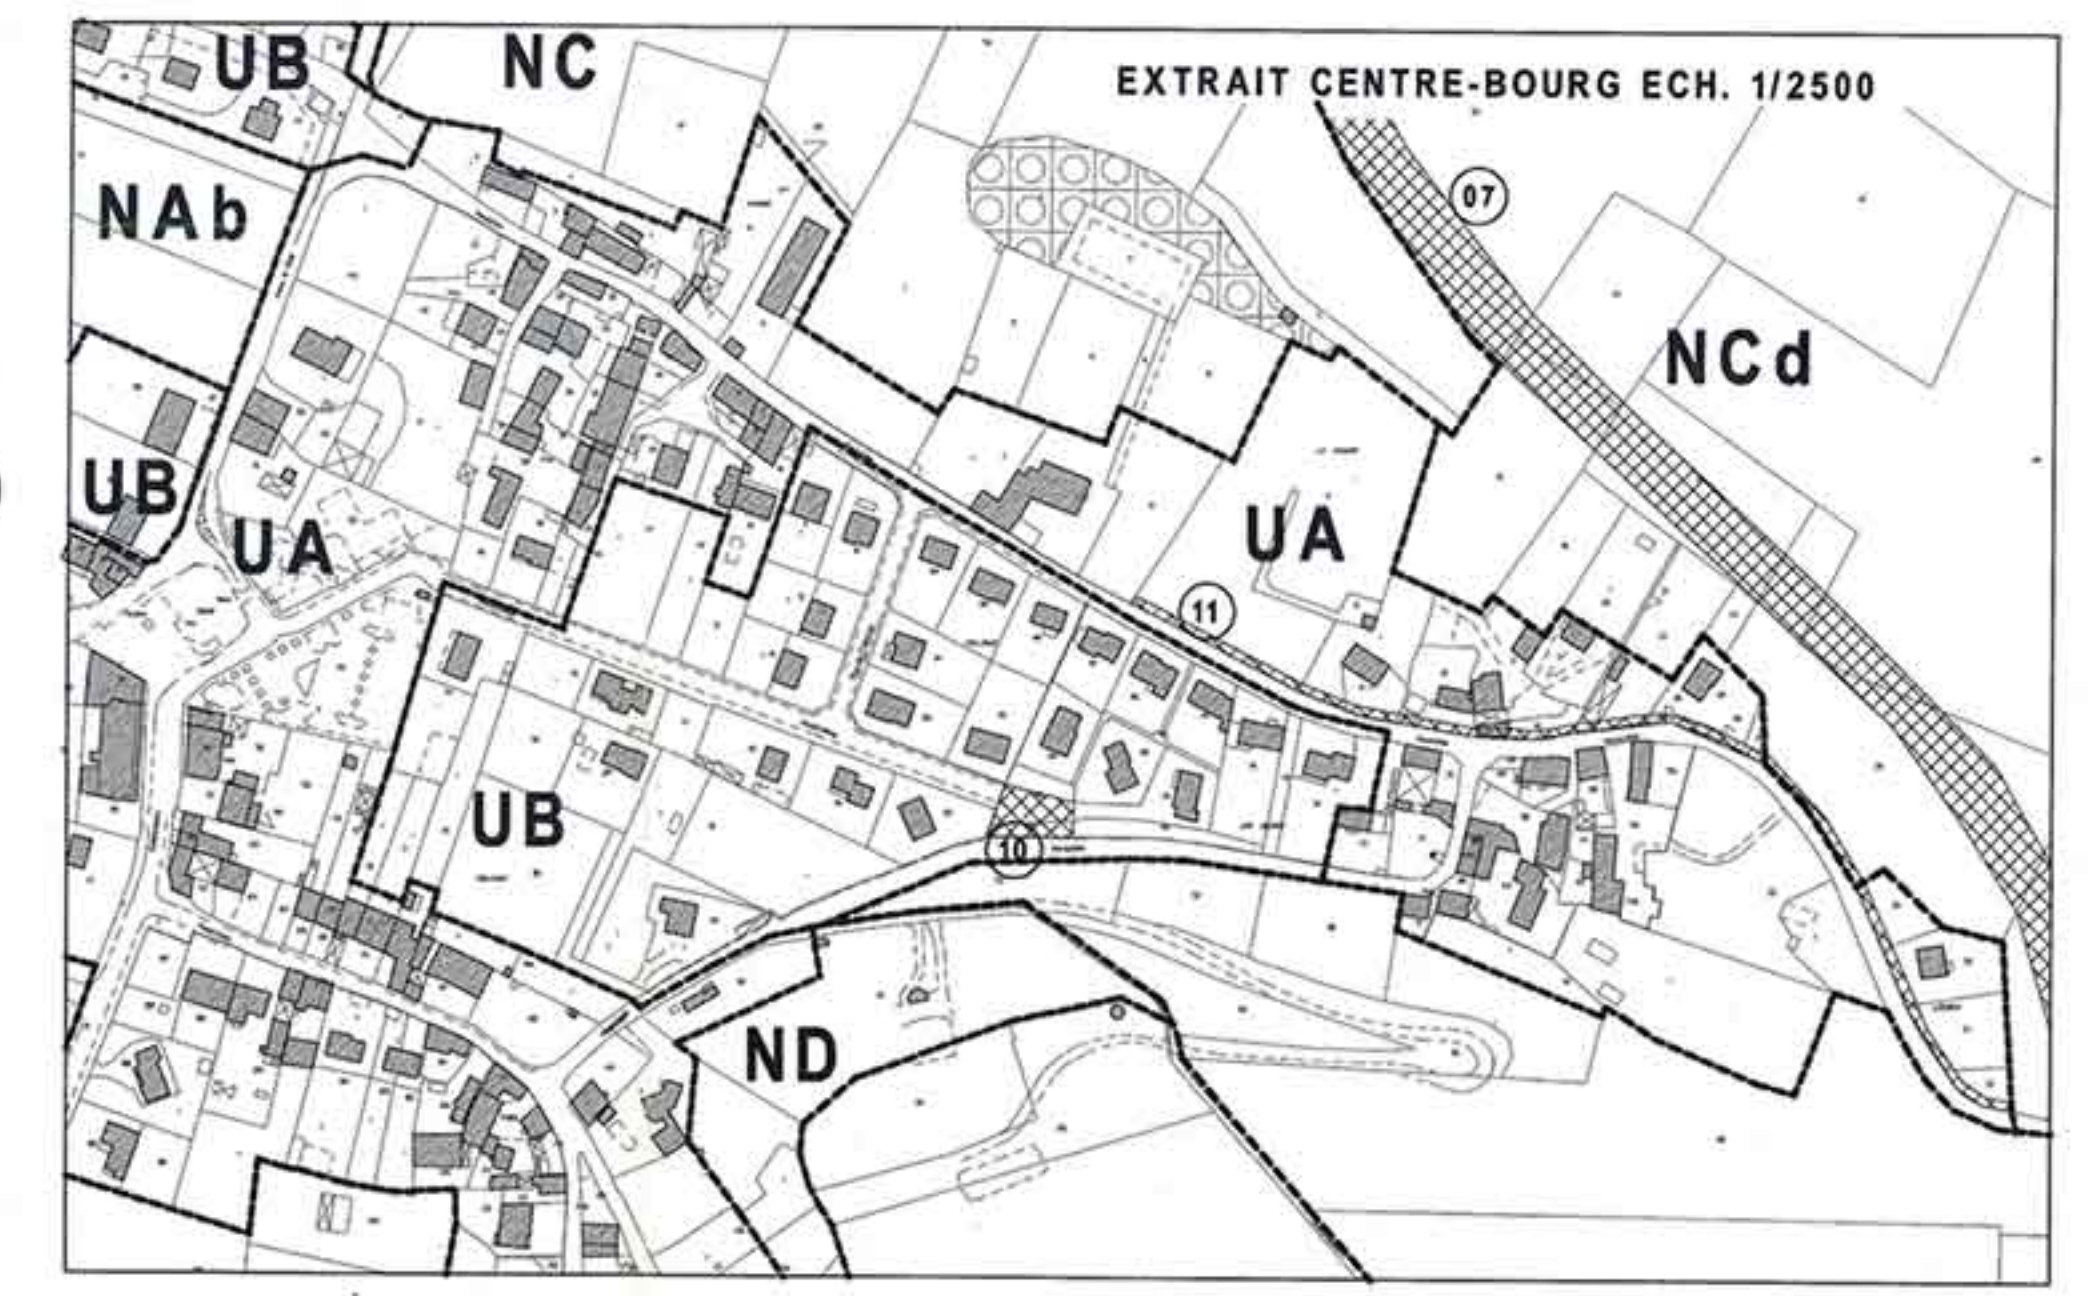 UB
NC
EXTRAIT CENTRE-BOURG ECH. 1/2500
07
NAb
NCd
UB
UA
UA
11
UB
10
ND